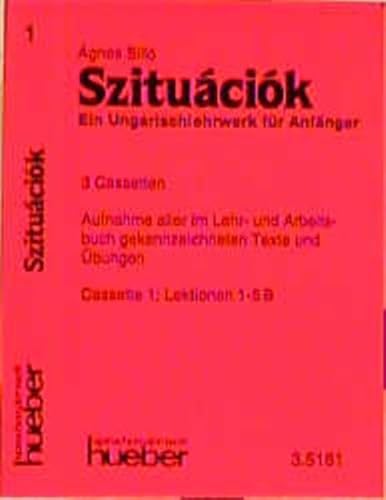 1
Szituációk
hueber
Ágnes Silló
Szituációk
Ein Ungarischlehrwerk für Anfänger
3 Cassetten
Aufnahme aller im Lehr- und Arbeits-
buch gekennzeichneten Texte und
Übungen
Cassette 1: Lektionen 1-5 B
hueber
3.5181